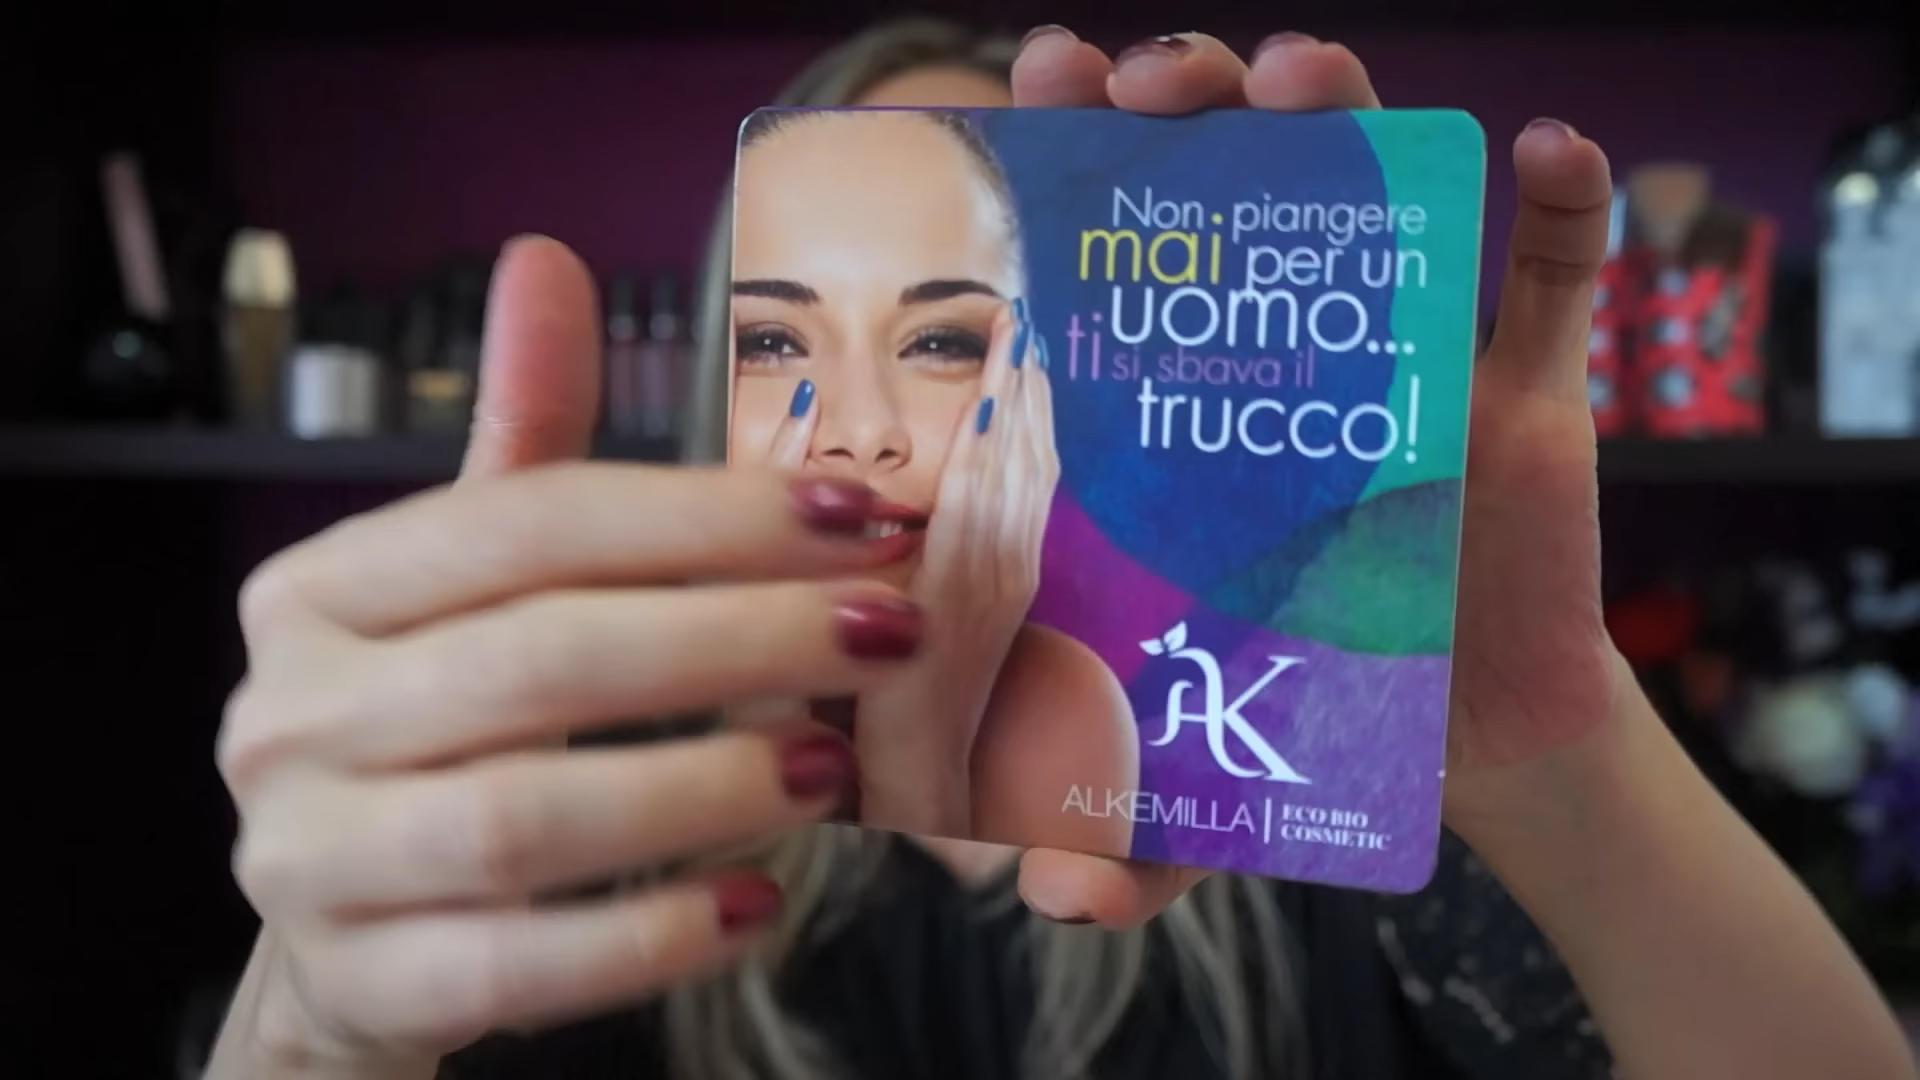 Non piangere
mai per un
uomo...
ti si sbava il
trucco!
AK
ALKEMILLA
ECO BIO
COSMETIC